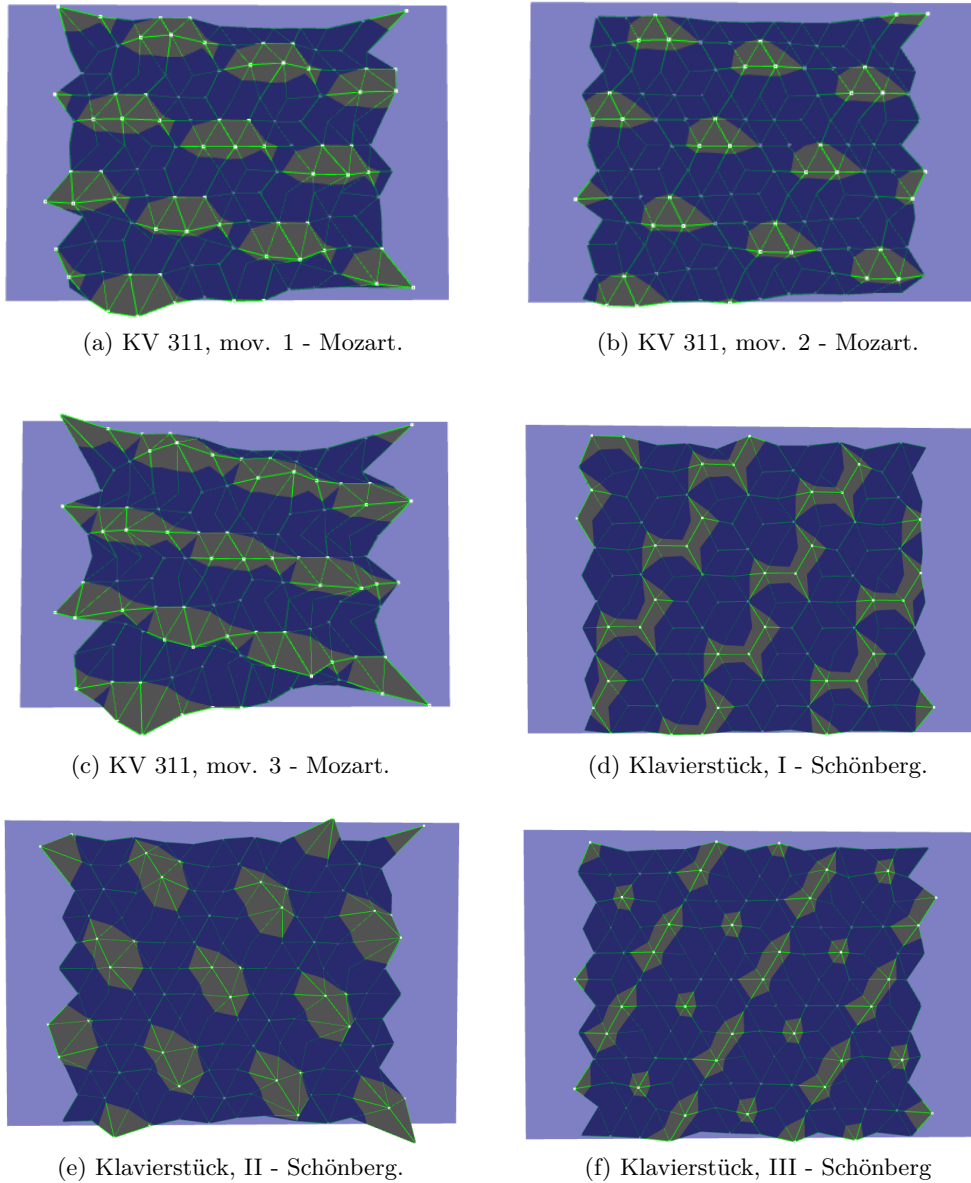 (a) KV 311, mov. 1 - Mozart.
(b) KV 311, mov. 2 - Mozart.
(c) KV 311, mov. 3 - Mozart.
(d) Klavierstück, I - Schönberg.
(e) Klavierstück, II - Schönberg.
(f) Klavierstück, III - Schönberg